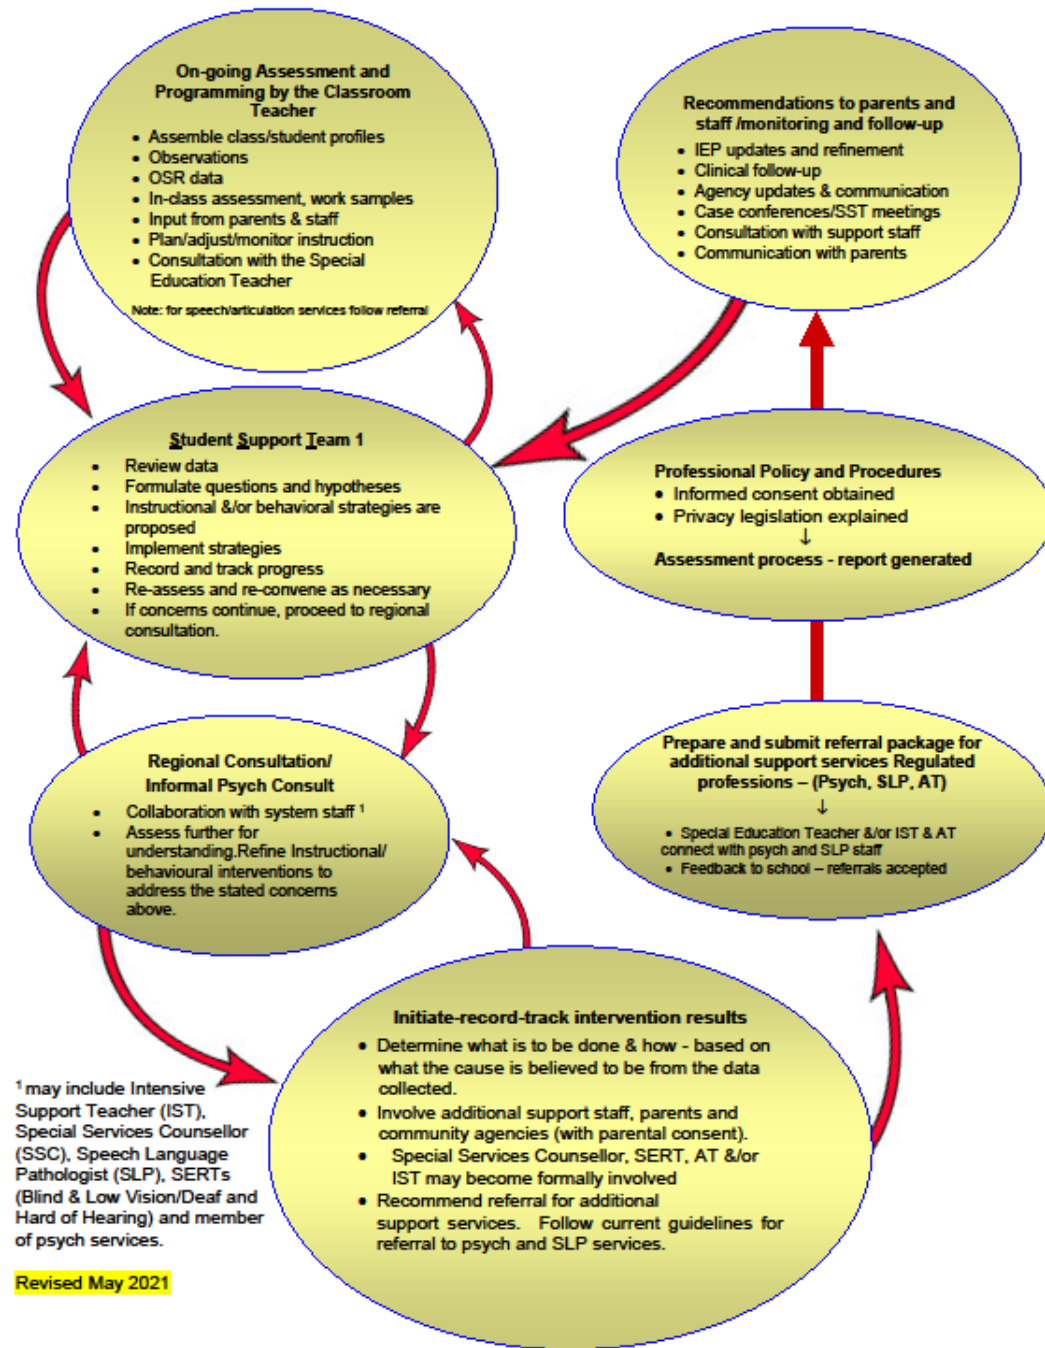 On-going Assessment and
Programming by the Classroom
Teacher
• Assemble class/student profiles
• Observations
• OSR data
• In-class assessment, work samples
• Input from parents & staff
• Plan/adjust/monitor instruction
• Consultation with the Special
Education Teacher
Note: for speech/articulation services follow referral
Recommendations to parents and
staff /monitoring and follow-up
• IEP updates and refinement
• Clinical follow-up
• Agency updates & communication
• Case conferences/SST meetings
• Consultation with support staff
• Communication with parents
Student Support Team 1
• Review data
• Formulate questions and hypotheses
• Instructional &/or behavioral strategies are
proposed
• Implement strategies
• Record and track progress
• Re-assess and re-convene as necessary
• If concerns continue, proceed to regional
consultation.
Professional Policy and Procedures
• Informed consent obtained
• Privacy legislation explained
↓
Assessment process - report generated
Regional Consultation/
Informal Psych Consult
• Collaboration with system staff ¹
• Assess further for
understanding.Refine Instructional/
behavioural interventions to
address the stated concerns
above.
Prepare and submit referral package for
additional support services Regulated
professions – (Psych, SLP, AT)
↓
• Special Education Teacher &/or IST & AT
connect with psych and SLP staff
• Feedback to school – referrals accepted
Initiate-record-track intervention results
• Determine what is to be done & how - based on
what the cause is believed to be from the data
collected.
• Involve additional support staff, parents and
community agencies (with parental consent).
• Special Services Counsellor, SERT, AT &/or
IST may become formally involved
• Recommend referral for additional
support services. Follow current guidelines for
referral to psych and SLP services.
¹ may include Intensive
Support Teacher (IST),
Special Services Counsellor
(SSC), Speech Language
Pathologist (SLP), SERTs
(Blind & Low Vision/Deaf and
Hard of Hearing) and member
of psych services.
Revised May 2021